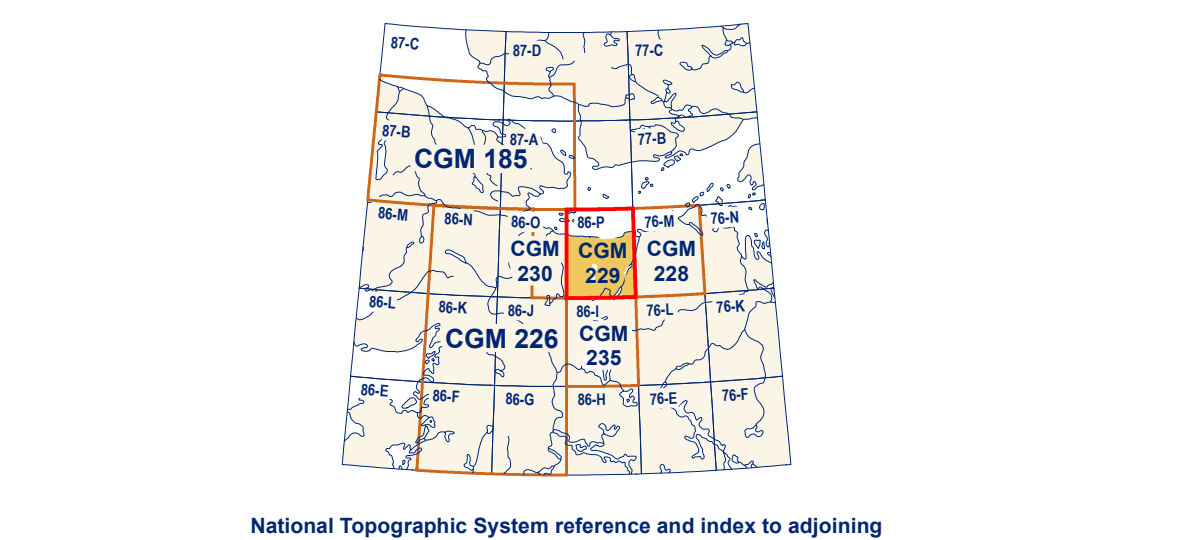 87-C
87-D
77-C
87-B
87-A
77-B
CGM 185
86-M
86-N
86-O
86-P
76-M
76-N
CGM
230
CGM
229
CGM
228
86-L
86-K
86-J
86-I
76-L
76-K
CGM 226
CGM
235
86-E
86-F
86-G
86-H
76-E
76-F
National Topographic System reference and index to adjoining